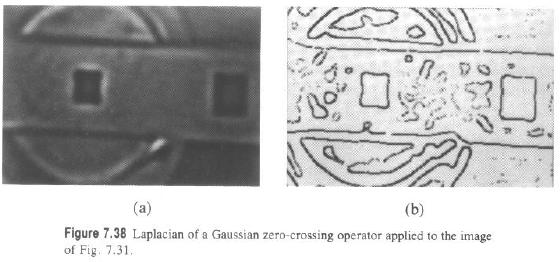 (a)
(b)
Figure 7.38 Laplacian of a Gaussian zero-crossing operator applied to the image
of Fig. 7.31.